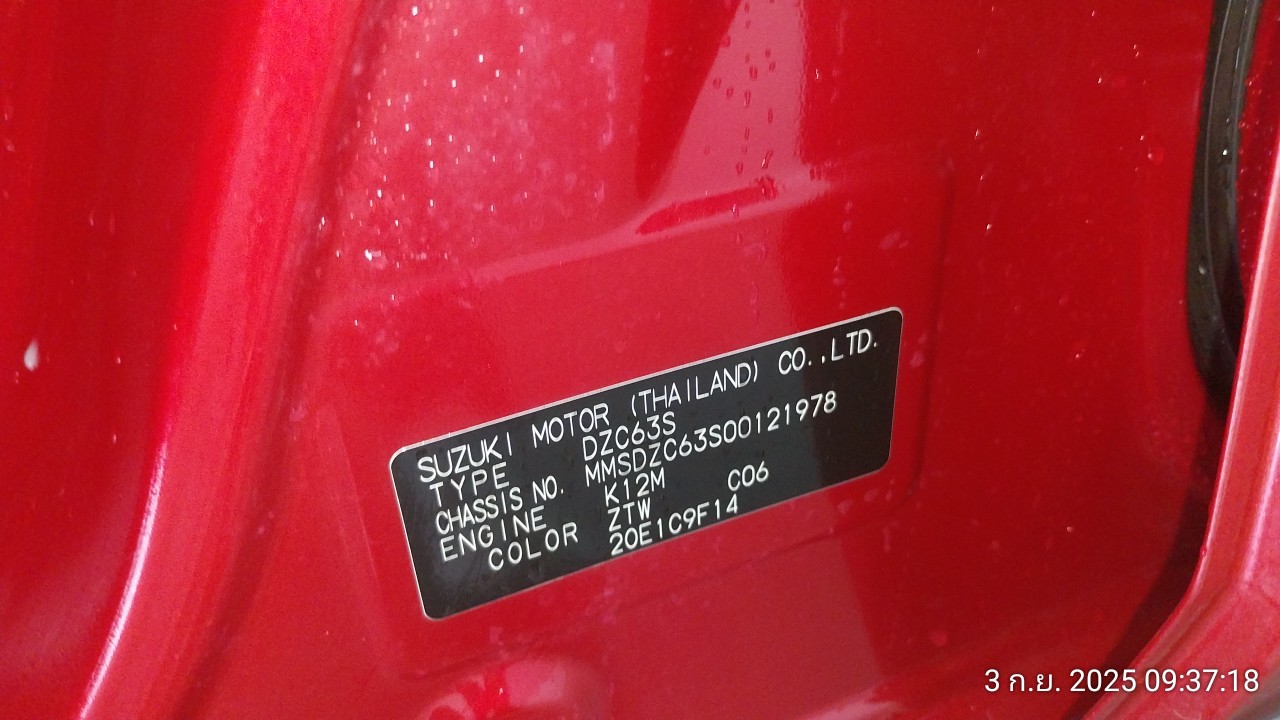 SUZUKI MOTOR (THAILAND) CO.,LTD.
TYPE DZC63S
CHASSIS NO. MMSDZC63S00121978
ENGINE K12M C06
COLOR ZTW
20E1C9F14
3 ก.ย. 2025 09:37:18